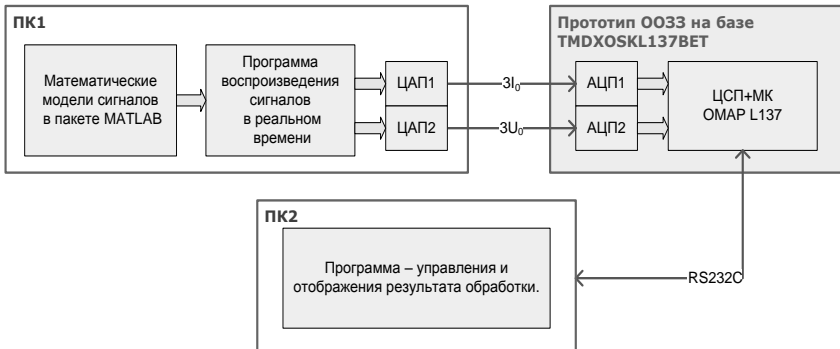 ПК1
Математические
модели сигналов
в пакете MATLAB
Программа
воспроизведения
сигналов
в реальном
времени
ЦАП1
ЦАП2
3I₀
3U₀
Прототип ООЗЗ на базе
TMDXOSKL137BET
АЦП1
АЦП2
ЦСП+МК
OMAP L137
ПК2
Программа – управления и
отображения результата обработки.
RS232C